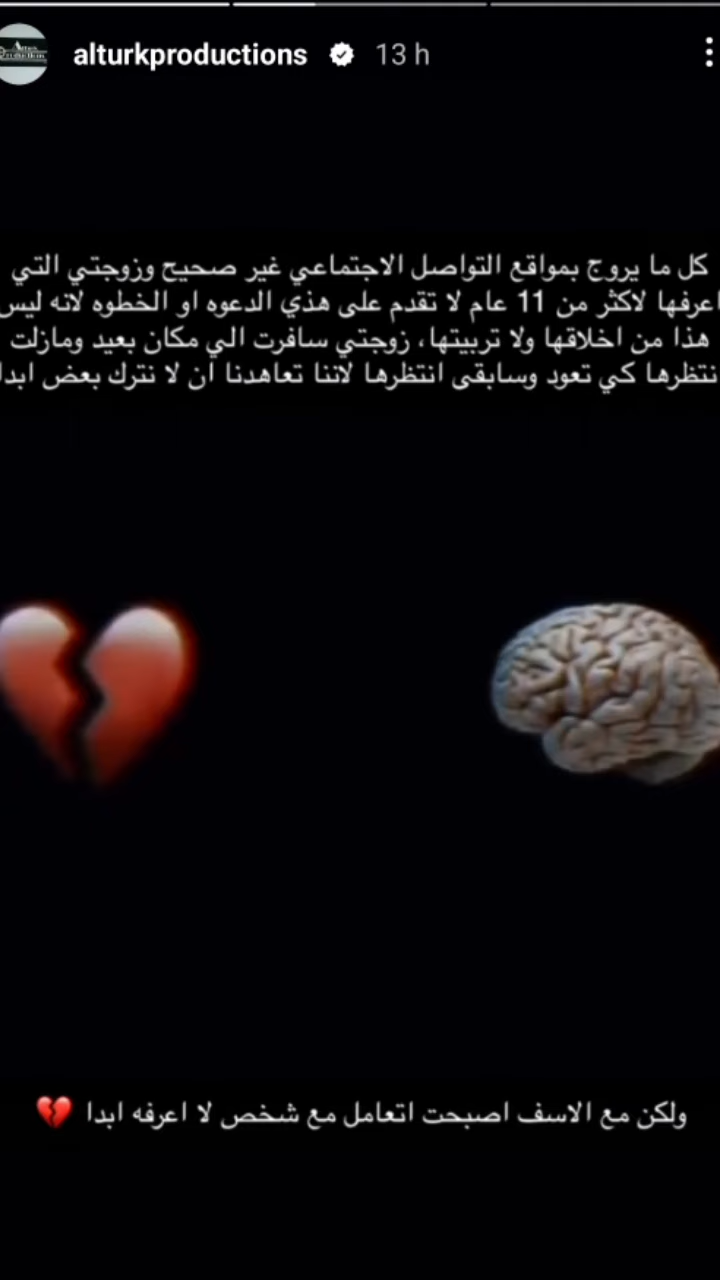 alturkproductions 13 h
كل ما يروج بمواقع التواصل الاجتماعي غير صحيح وزوجتي التي
اعرفها لاكثر من 11 عام لا تقدم على هذي الدعوه او الخطوه لانه ليس
هذا من اخلاقها ولا تربيتها، زوجتي سافرت الي مكان بعيد ومازلت
نتظرها كي تعود وسابقى انتظرها لاننا تعاهدنا ان لا نترك بعض ابدا
ولكن مع الاسف اصبحت اتعامل مع شخص لا اعرفه ابدا 💔